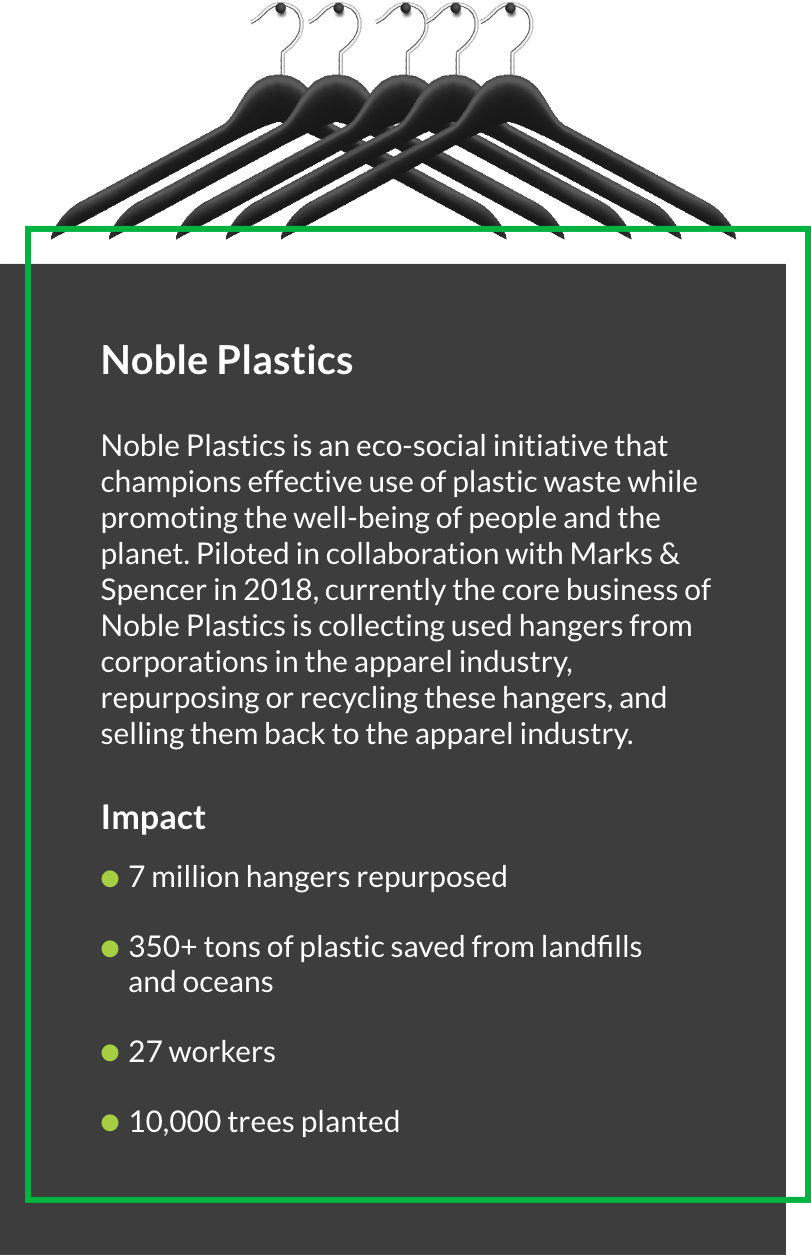 Noble Plastics
Noble Plastics is an eco-social initiative that
champions effective use of plastic waste while
promoting the well-being of people and the
planet. Piloted in collaboration with Marks &
Spencer in 2018, currently the core business of
Noble Plastics is collecting used hangers from
corporations in the apparel industry,
repurposing or recycling these hangers, and
selling them back to the apparel industry.
Impact
7 million hangers repurposed
350+ tons of plastic saved from landfills
and oceans
27 workers
10,000 trees planted